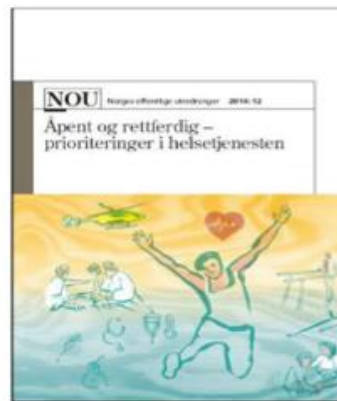 NOU Norges offentlige utredninger 2014: 12
Åpent og rettferdig –
prioriteringer i helsetjenesten